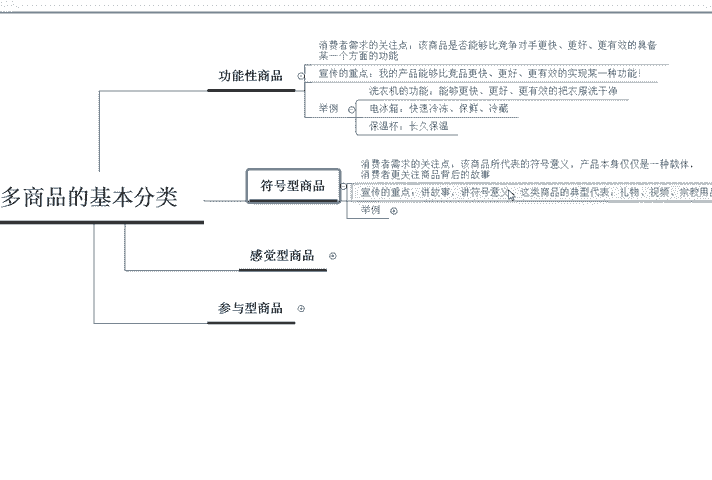 消费者需求的关注点：该商品是否能够比竞争对手更快、更好、更有效的具备
某一个方面的功能
功能性商品
宣传的重点：我的产品能够比竞品更快、更好、更有效的实现某一种功能！
洗衣机的功能：能够更快、更好、更有效的把衣服洗干净
举例
电冰箱：快速冷冻、保鲜、冷藏
保温杯：长久保温
消费者需求的关注点：该商品所代表的符号意义，产品本身仅仅是一种载体，
消费者更关注商品背后的故事
符号型商品
多商品的基本分类
宣传的重点：讲故事，讲符号意义，这类商品的典型代表：礼物、视频、宗教用品
举例
感觉型商品
参与型商品